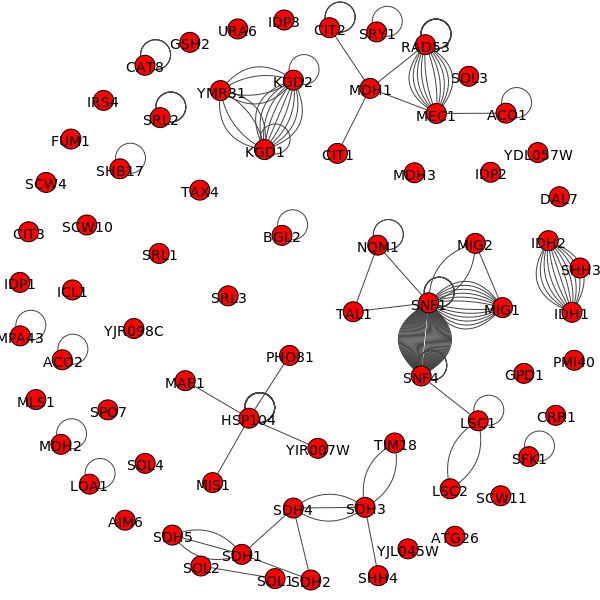 IDP3
CIT2
URA6
SRY1
GSH2
RAD53
CAT8
SOL3
KGD2
YMR31
MDH1
IRS4
SRL2
MEC1
ACO1
FUM1
KGD1
CIT1
YDL057W
SHB17
MDH3
IDP2
SCW4
TAX4
DAL7
SCW10
CIT3
BGL2
NQM1
MIG2
IDH2
SRL1
SHH3
IDP1
ICL1
SRL3
SNF1
TAL1
MIG1
IDH1
YJR098C
MPA43
ACO2
PHO81
PMI40
MAE1
SNF4
GPD1
MLS1
SPO7
HSP104
LSC1
CRR1
MDH2
YIR007W
TIM18
SFK1
SOL4
LOA1
MIS1
LSC2
SCW11
AIM6
SDH4
SDH3
SDH5
ATG26
SDH1
YJL045W
SOL2
SOL1
SDH2
SHH4